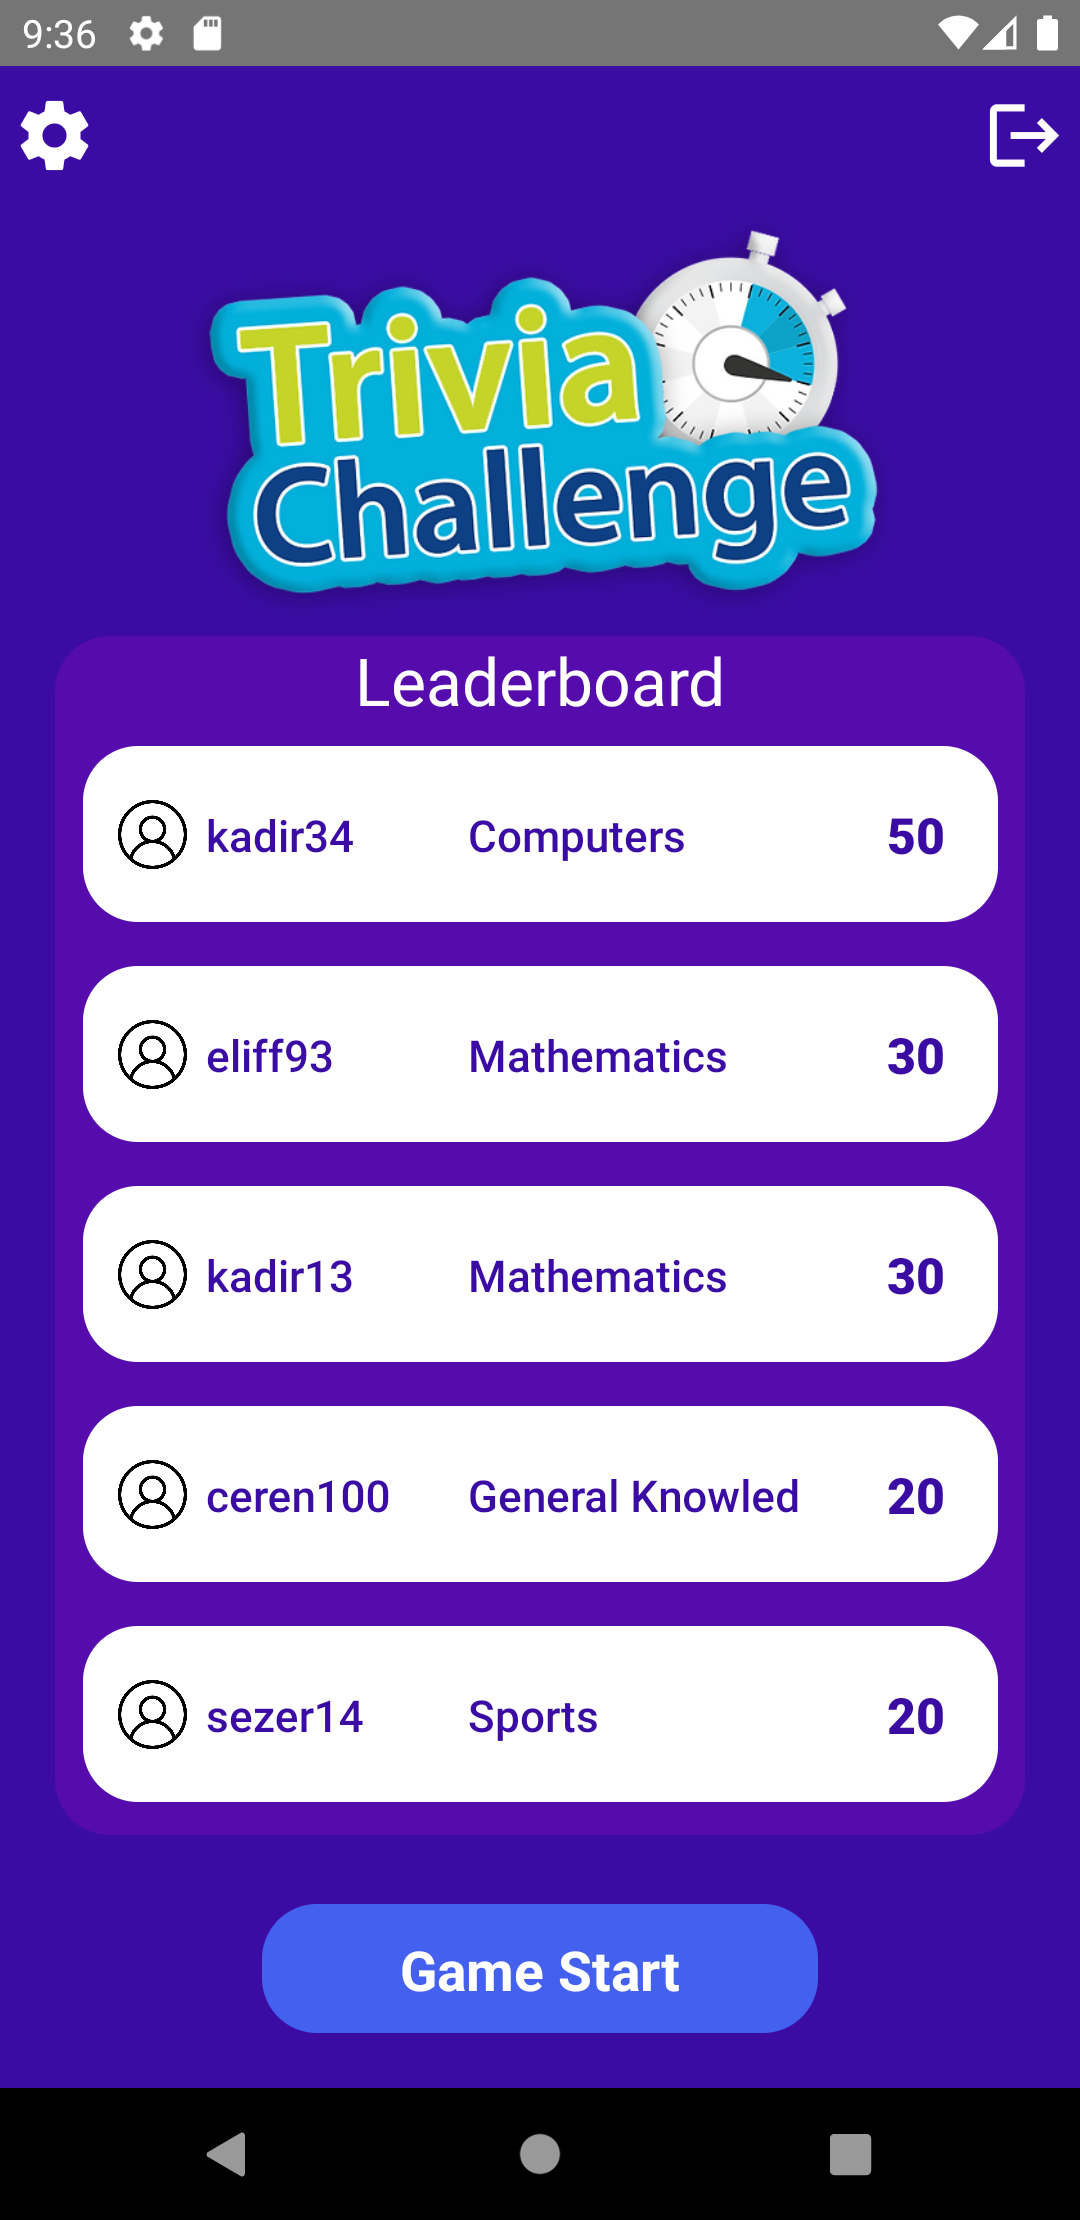 9:36
Trivia
Challenge
Leaderboard
kadir34 Computers 50
eliff93 Mathematics 30
kadir13 Mathematics 30
ceren100 General Knowled 20
sezer14 Sports 20
Game Start